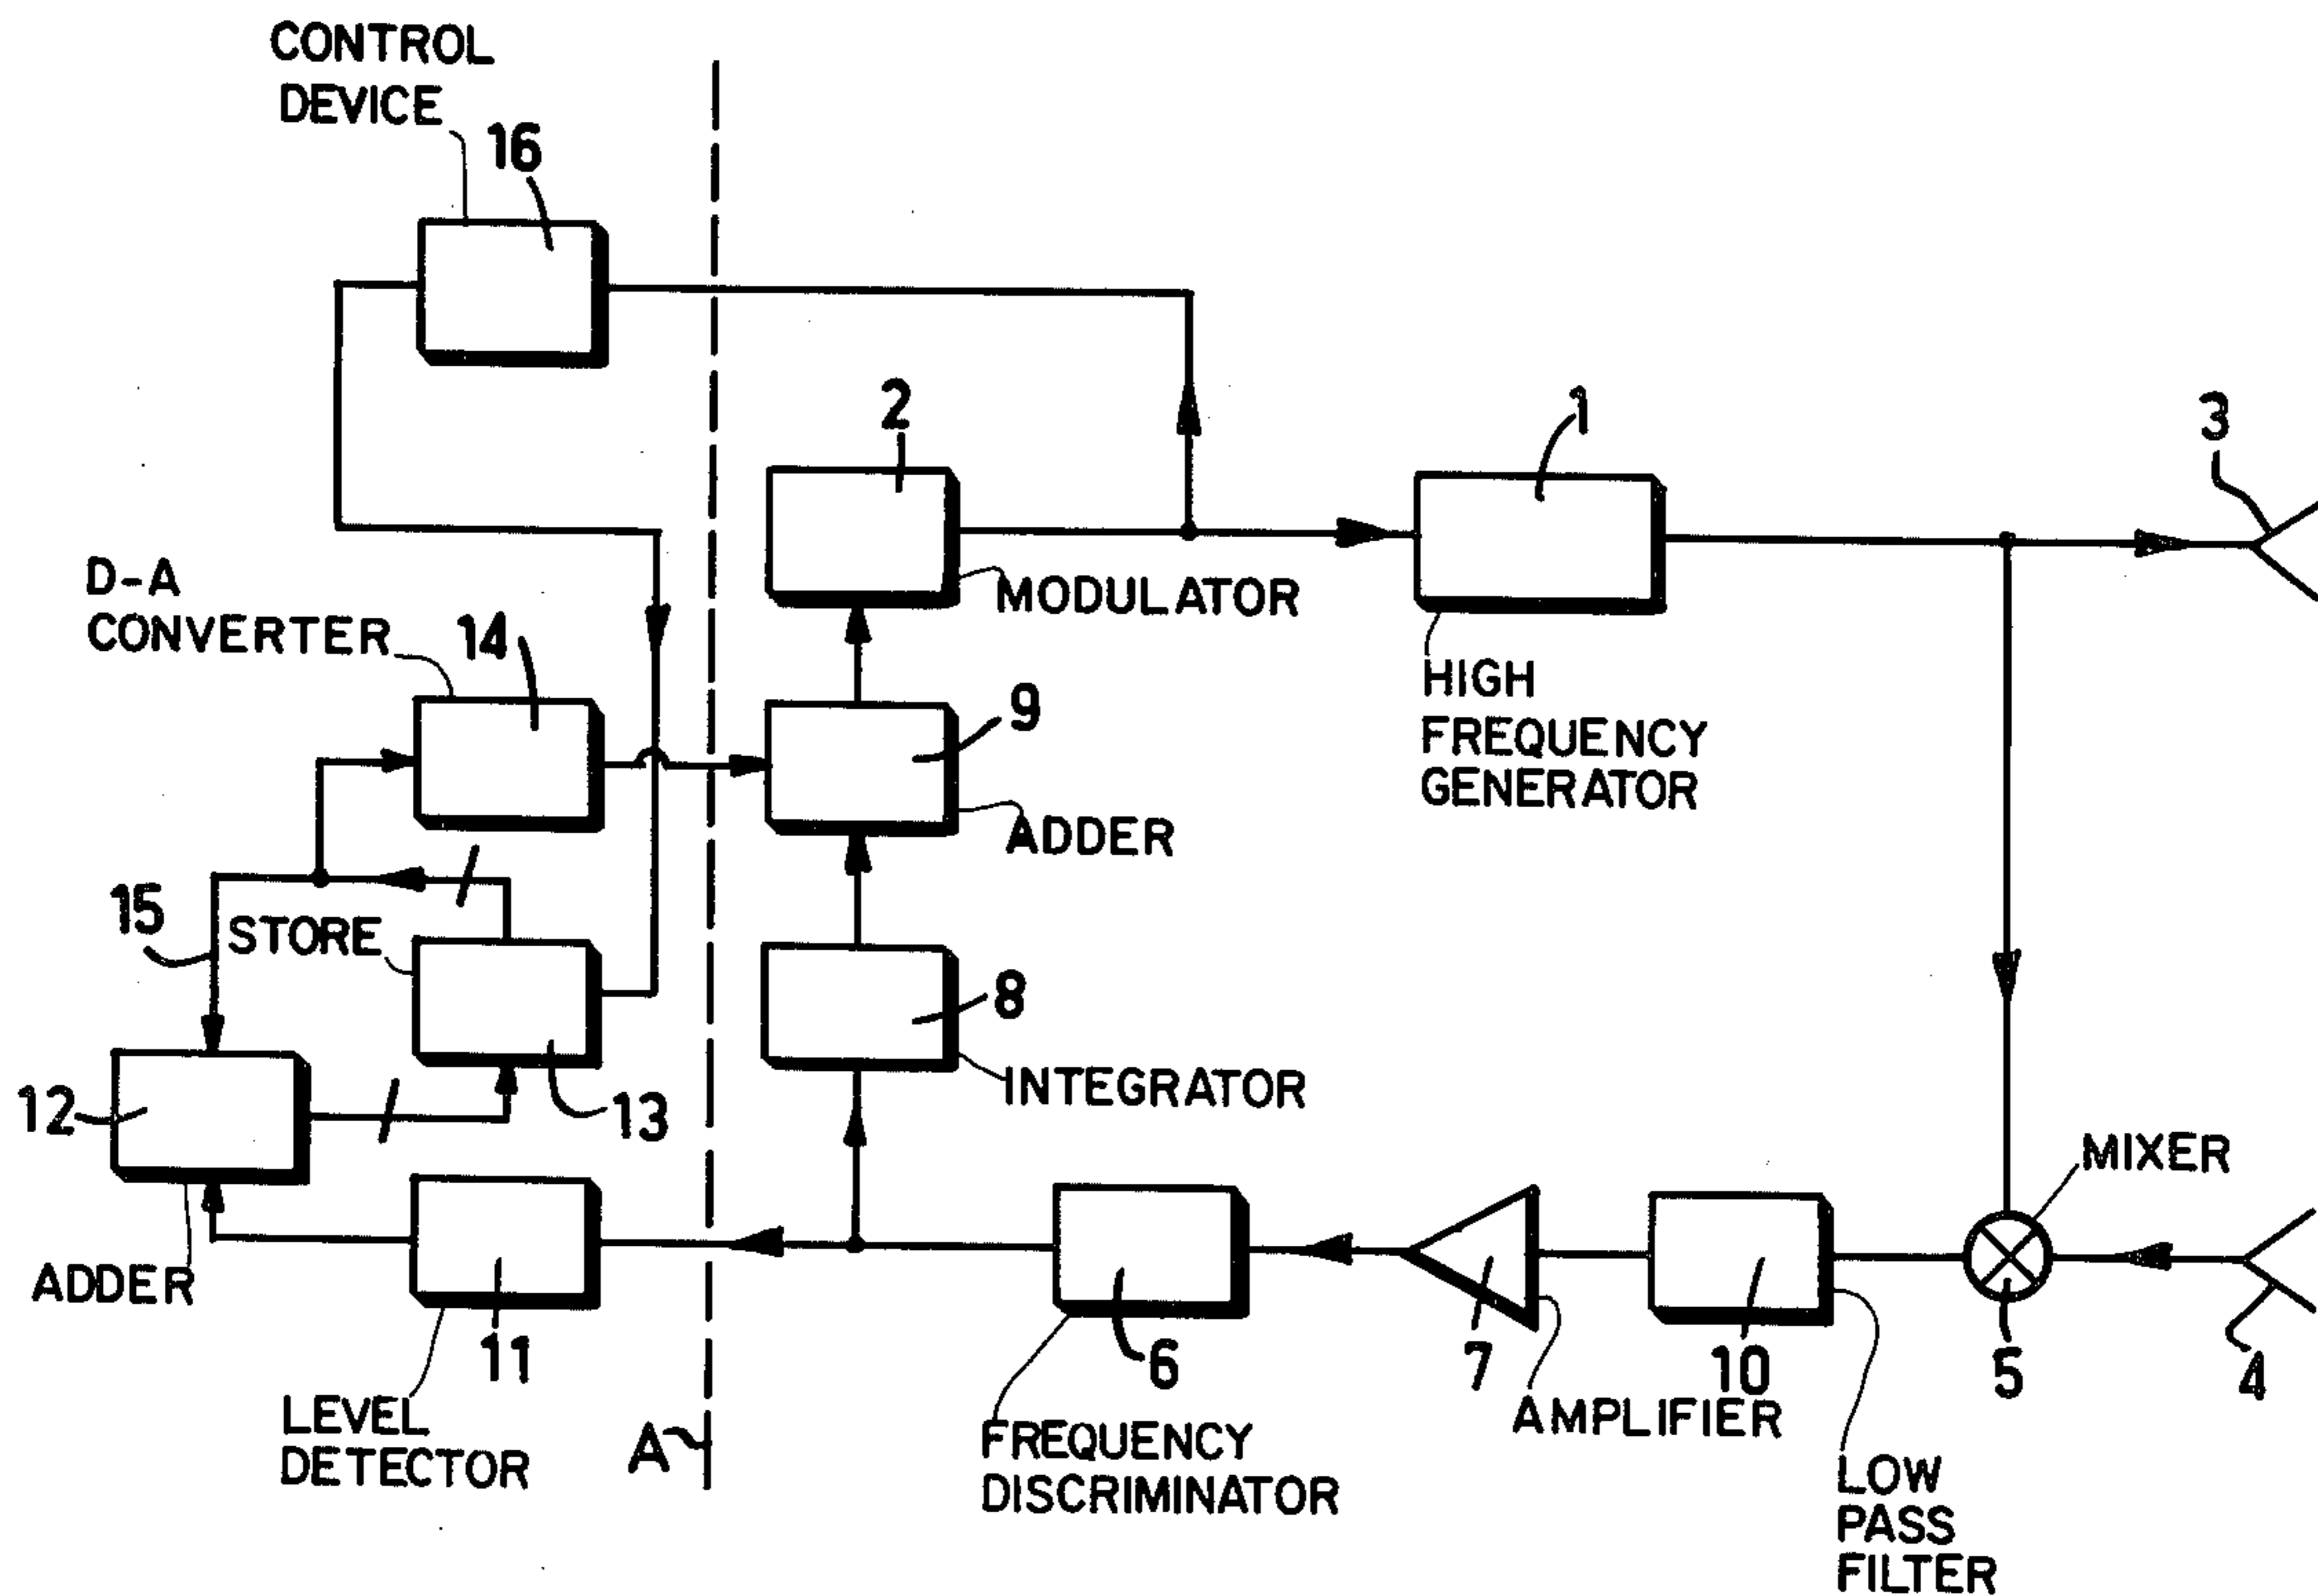 CONTROL
DEVICE
16
2
1
3
MODULATOR
D-A
CONVERTER
14
HIGH
FREQUENCY
GENERATOR
9
ADDER
15
STORE
8
INTEGRATOR
12
13
MIXER
ADDER
11
6
7
10
5
4
LEVEL
DETECTOR
A
FREQUENCY
DISCRIMINATOR
AMPLIFIER
LOW
PASS
FILTER